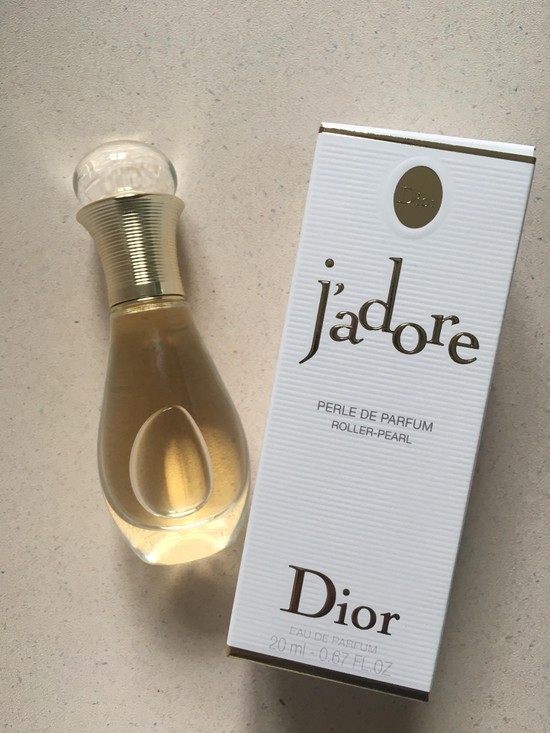 Dior
j'adore
PERLE DE PARFUM
ROLLER-PEARL
Dior
EAU DE PARFUM
20 ml - 0.67 FL.OZ